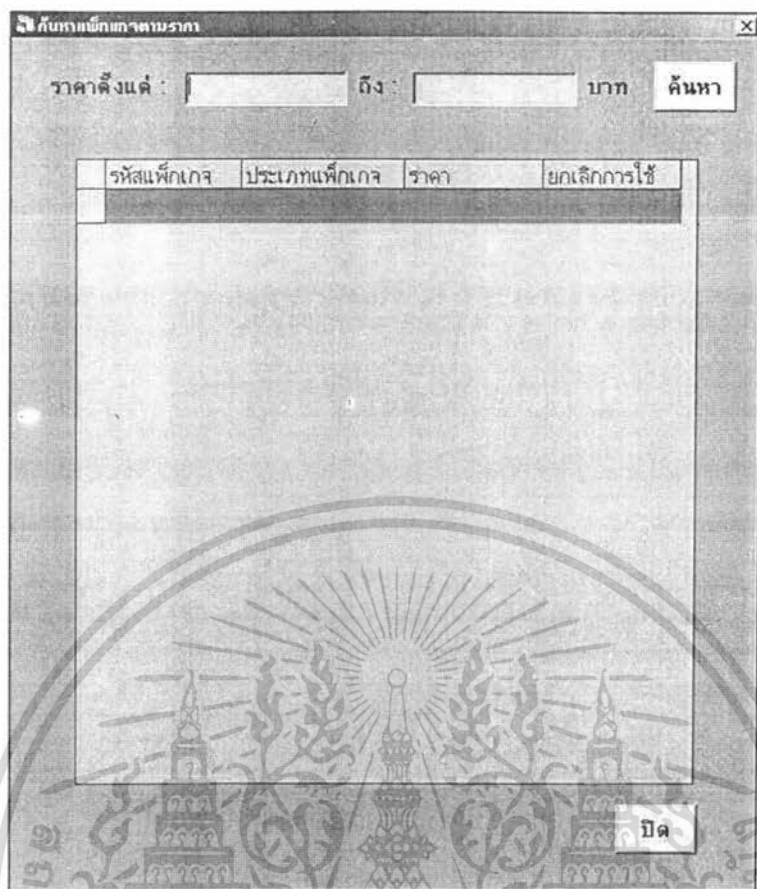 ค้นหาแพ็กเกจตามราคา
ราคาตั้งแต่ : ถึง : บาท ค้นหา
รหัสแพ็กเกจ ประเภทแพ็กเกจ ราคา ยกเลิกการใช้
ปิด